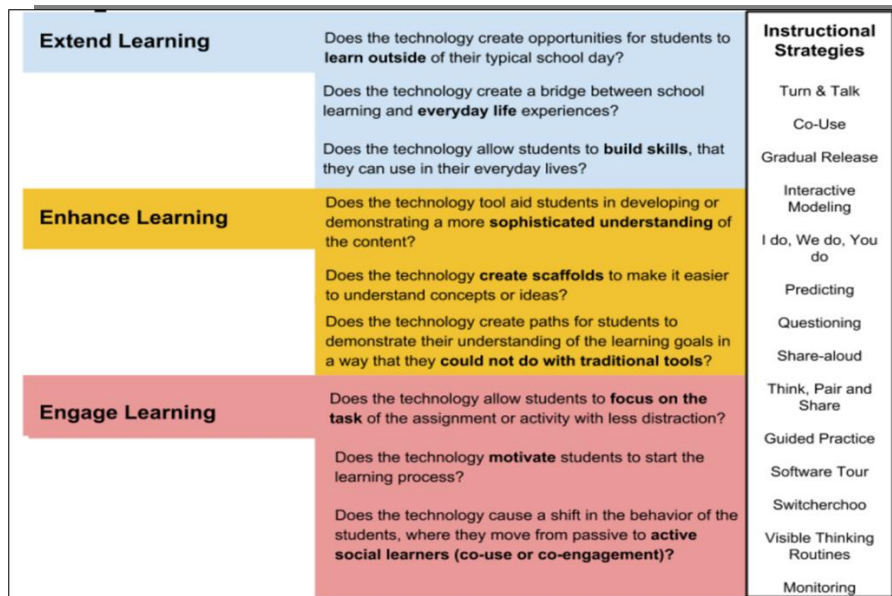 Extend Learning
Does the technology create opportunities for students to
learn outside of their typical school day?
Does the technology create a bridge between school
learning and everyday life experiences?
Does the technology allow students to build skills, that
they can use in their everyday lives?
Enhance Learning
Does the technology tool aid students in developing or
demonstrating a more sophisticated understanding of
the content?
Does the technology create scaffolds to make it easier
to understand concepts or ideas?
Does the technology create paths for students to
demonstrate their understanding of the learning goals in
a way that they could not do with traditional tools?
Engage Learning
Does the technology allow students to focus on the
task of the assignment or activity with less distraction?
Does the technology motivate students to start the
learning process?
Does the technology cause a shift in the behavior of the
students, where they move from passive to active
social learners (co-use or co-engagement)?
Instructional
Strategies
Turn & Talk
Co-Use
Gradual Release
Interactive
Modeling
I do, We do, You
do
Predicting
Questioning
Share-aloud
Think, Pair and
Share
Guided Practice
Software Tour
Switcherchoo
Visible Thinking
Routines
Monitoring